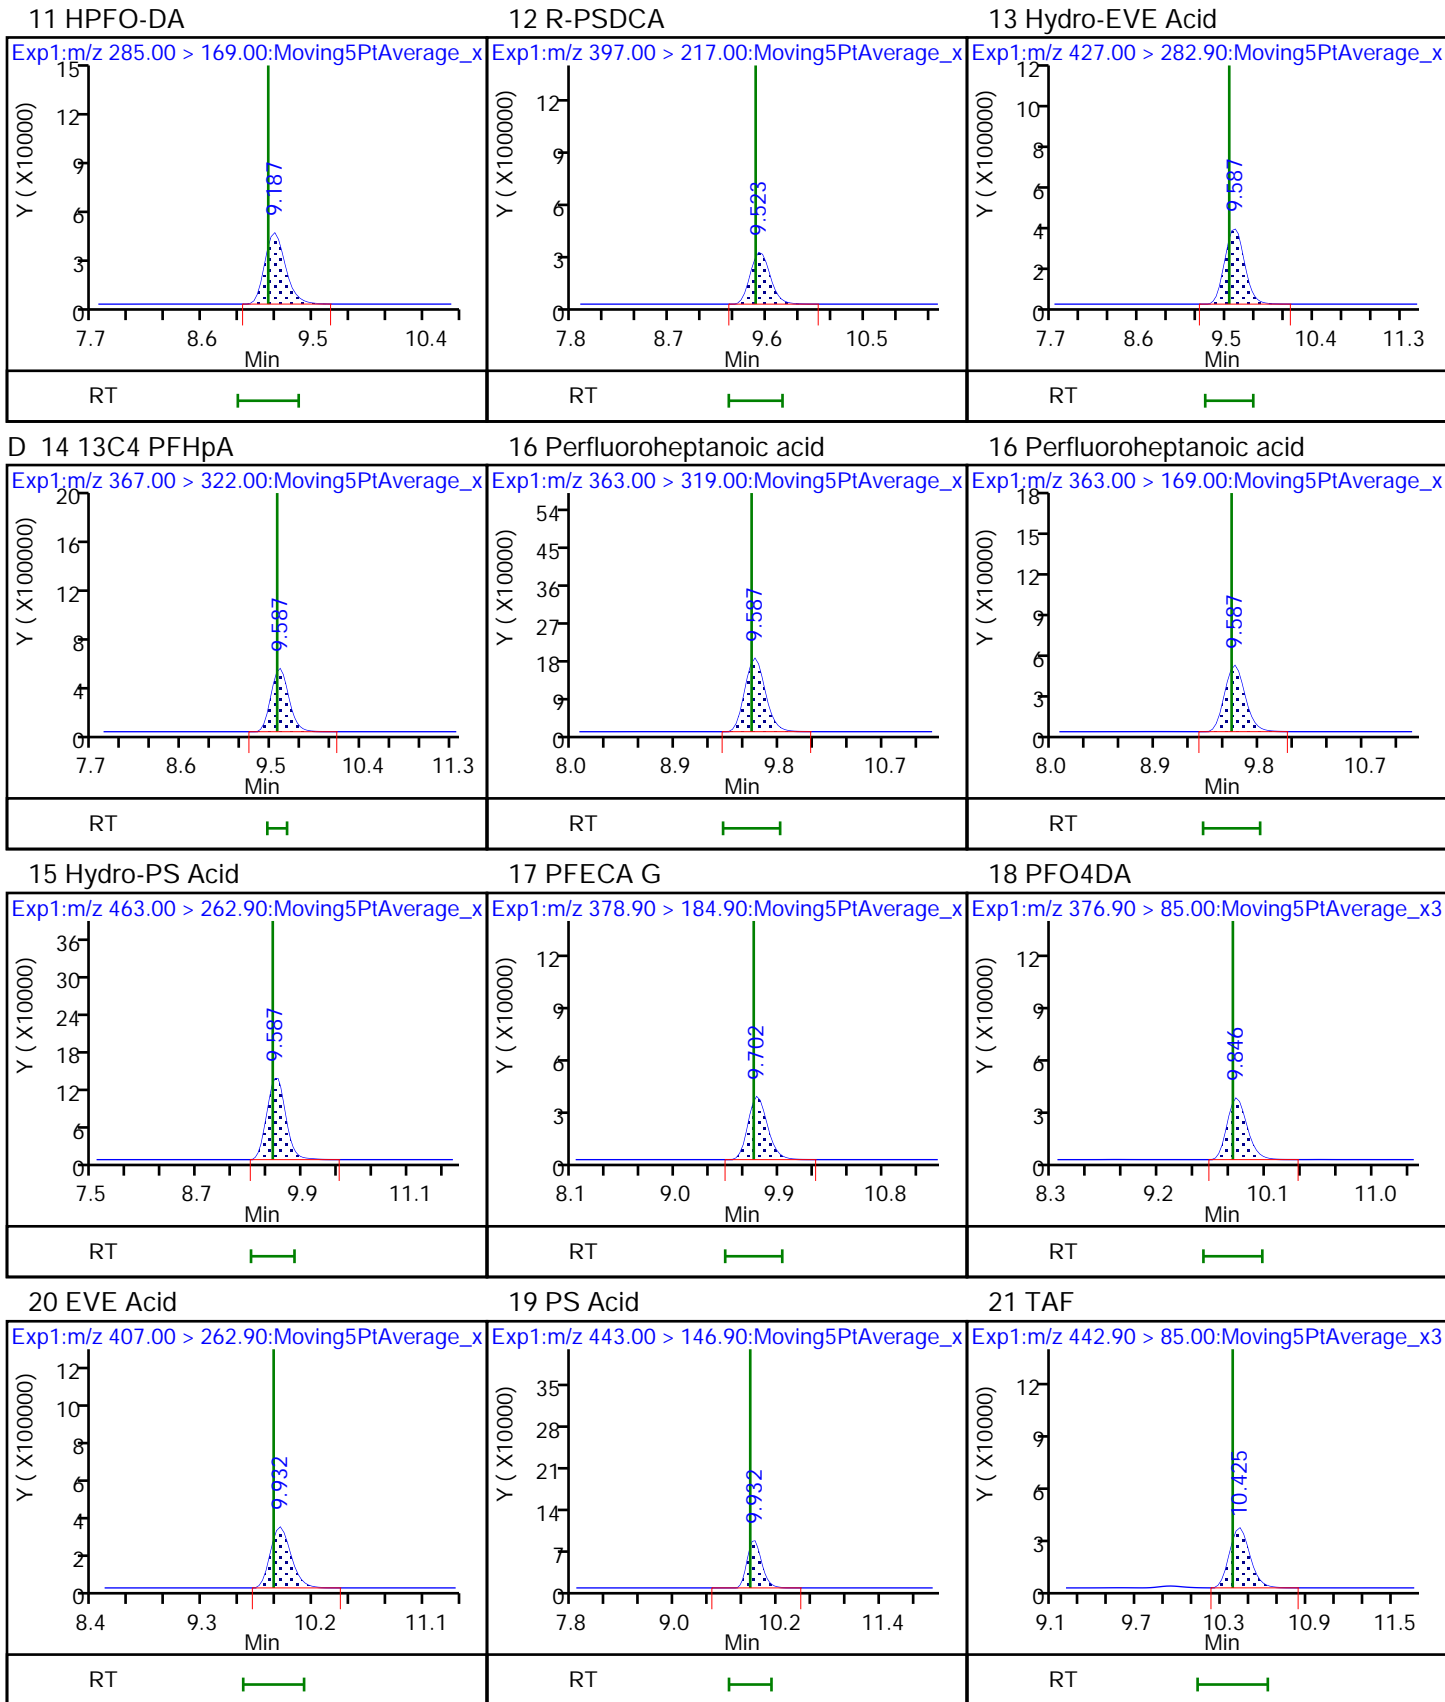 11 HPFO-DA
Exp1:m/z 285.00 > 169.00:Moving5PtAverage_x
Y ( X100000)
15
12
9
6
3
0
9.187
7.7 8.6 9.5 10.4
Min
RT
12 R-PSDCA
Exp1:m/z 397.00 > 217.00:Moving5PtAverage_x
Y ( X1000000)
12
9
6
3
0
9.523
7.8 8.7 9.6 10.5
Min
RT
13 Hydro-EVE Acid
Exp1:m/z 427.00 > 282.90:Moving5PtAverage_x
Y ( X100000)
12
10
8
6
4
2
0
9.587
7.7 8.6 9.5 10.4 11.3
Min
RT
D 14 13C4 PFHpA
Exp1:m/z 367.00 > 322.00:Moving5PtAverage_x
Y ( X100000)
20
16
12
8
4
0
9.587
7.7 8.6 9.5 10.4 11.3
Min
RT
16 Perfluoroheptanoic acid
Exp1:m/z 363.00 > 319.00:Moving5PtAverage_x
Y ( X10000)
54
45
36
27
18
9
0
9.587
8.0 8.9 9.8 10.7
Min
RT
16 Perfluoroheptanoic acid
Exp1:m/z 363.00 > 169.00:Moving5PtAverage_x
Y ( X10000)
18
15
12
9
6
3
0
9.587
8.0 8.9 9.8 10.7
Min
RT
15 Hydro-PS Acid
Exp1:m/z 463.00 > 262.90:Moving5PtAverage_x
Y ( X10000)
36
30
24
18
12
6
0
9.587
7.5 8.7 9.9 11.1
Min
RT
17 PFECA G
Exp1:m/z 378.90 > 184.90:Moving5PtAverage_x
Y ( X10000)
12
9
6
3
0
9.702
8.1 9.0 9.9 10.8
Min
RT
18 PFO4DA
Exp1:m/z 376.90 > 85.00:Moving5PtAverage_x3
Y ( X10000)
12
9
6
3
0
9.846
8.3 9.2 10.1 11.0
Min
RT
20 EVE Acid
Exp1:m/z 407.00 > 262.90:Moving5PtAverage_x
Y ( X100000)
12
10
8
6
4
2
0
9.932
8.4 9.3 10.2 11.1
Min
RT
19 PS Acid
Exp1:m/z 443.00 > 146.90:Moving5PtAverage_x
Y ( X10000)
35
28
21
14
7
0
9.932
7.8 9.0 10.2 11.4
Min
RT
21 TAF
Exp1:m/z 442.90 > 85.00:Moving5PtAverage_x3
Y ( X10000)
12
9
6
3
0
10.425
9.1 9.7 10.3 10.9 11.5
Min
RT